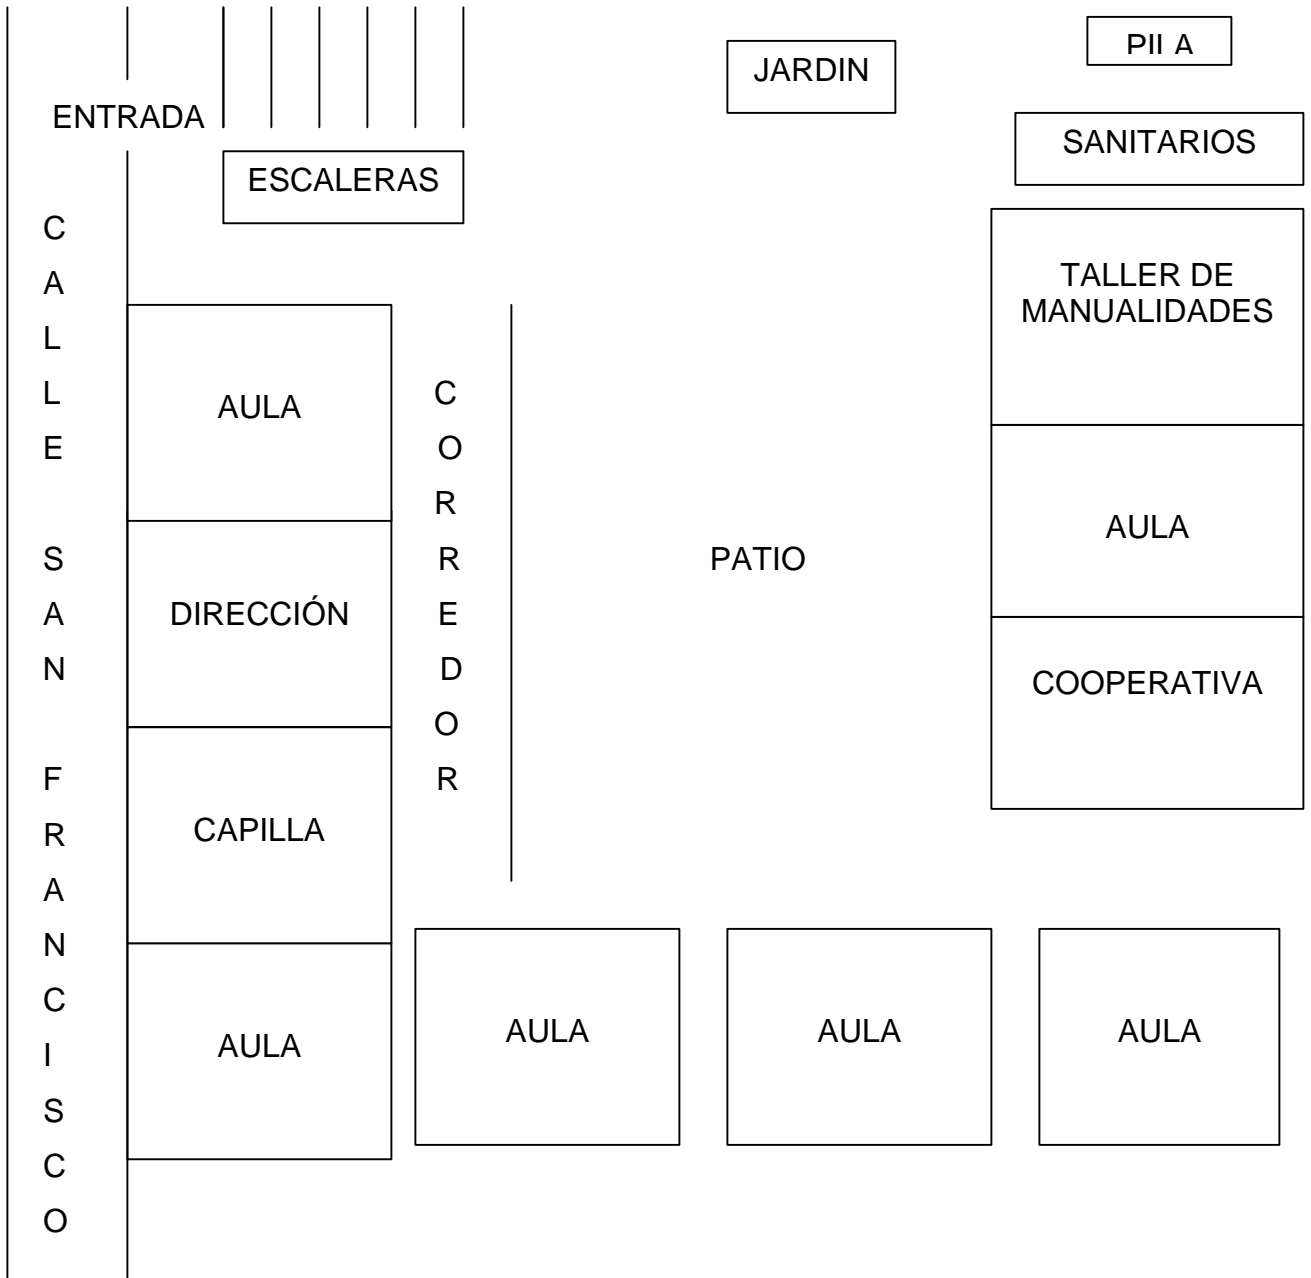 PILA
JARDIN
ENTRADA
SANITARIOS
ESCALERAS
CALLE SAN FRANCISCO
TALLER DE
MANUALIDADES
AULA
CORREDOR
AULA
PATIO
DIRECCIÓN
COOPERATIVA
CAPILLA
AULA
AULA
AULA
AULA